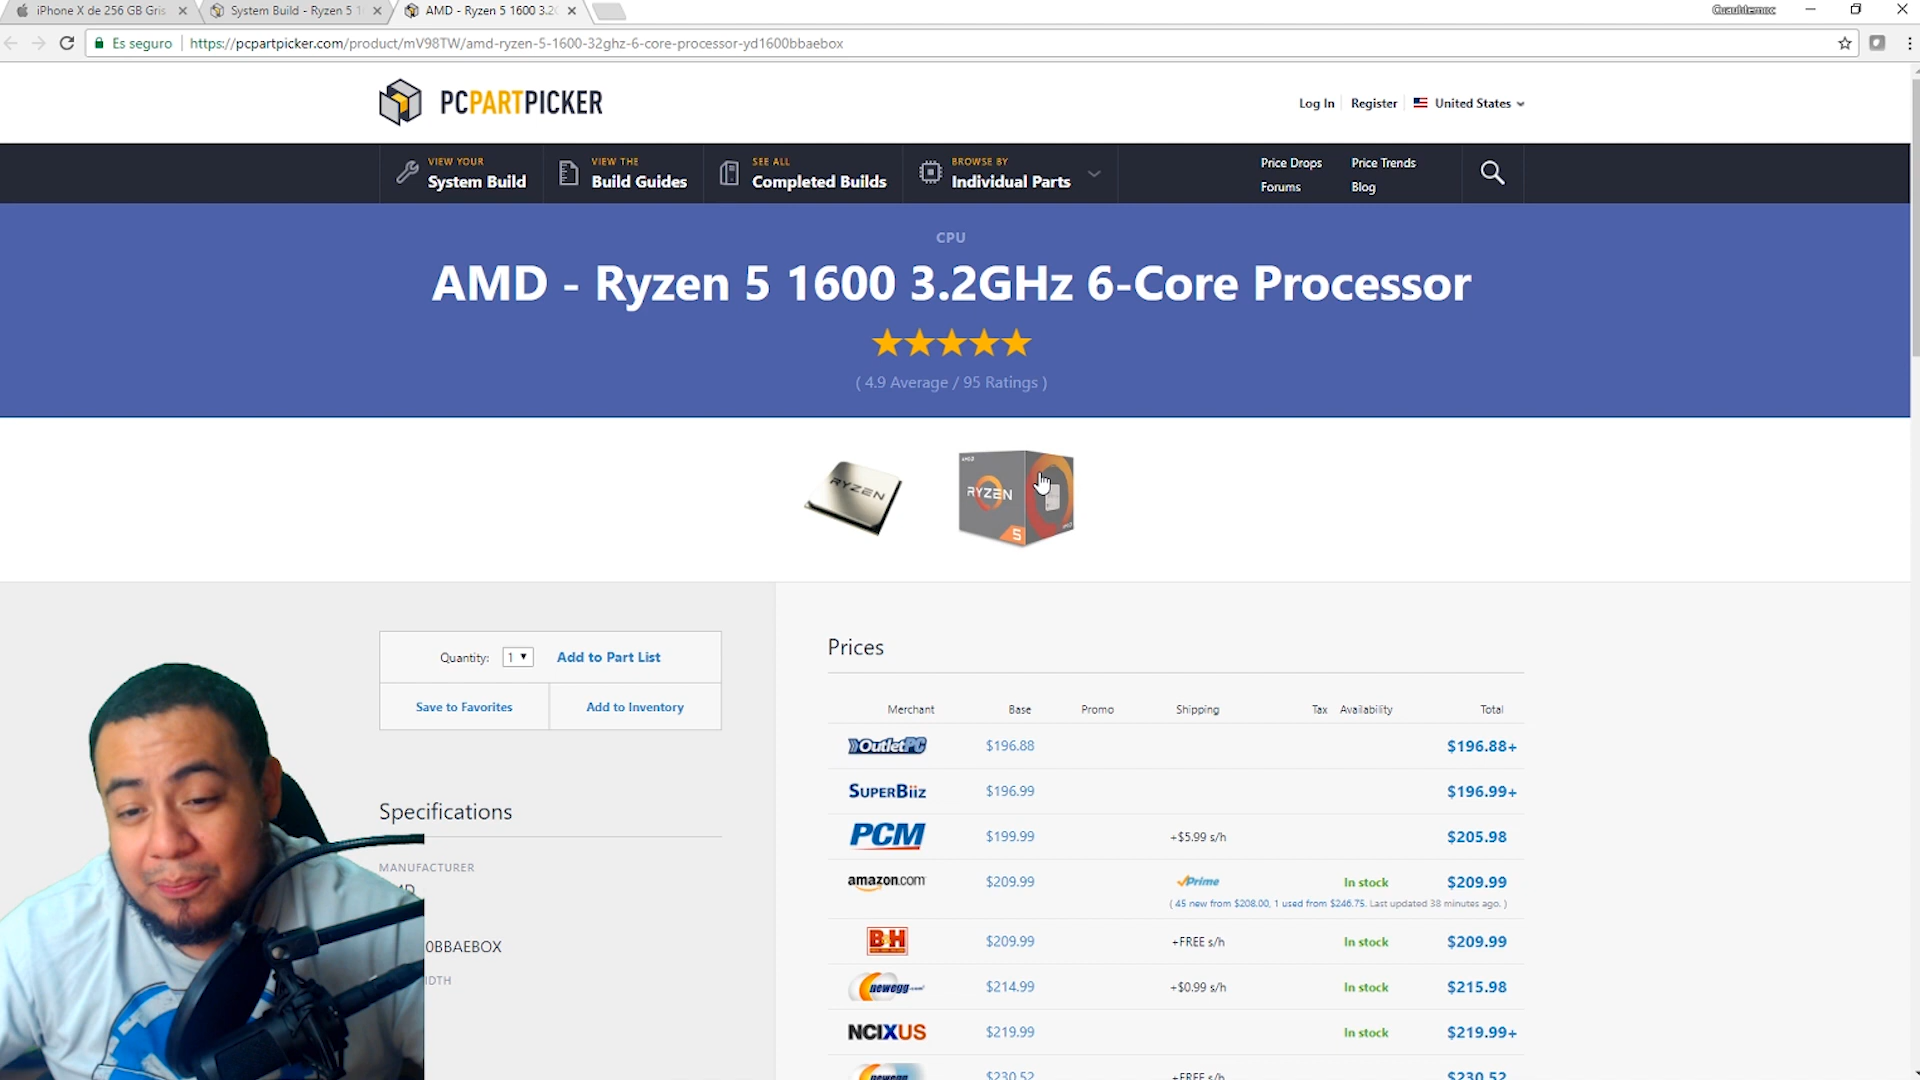 iPhone X de 256 GB Gris
System Build - Ryzen 5 1
AMD - Ryzen 5 1600 3.2
Cuauhtemoc
Es seguro
https://pcpartpicker.com/product/mV98TW/amd-ryzen-5-1600-32ghz-6-core-processor-yd1600bbaebox
PCPARTPICKER
Log In
Register
United States
VIEW YOUR
System Build
VIEW THE
Build Guides
SEE ALL
Completed Builds
BROWSE BY
Individual Parts
Price Drops
Price Trends
Forums
Blog
CPU
AMD - Ryzen 5 1600 3.2GHz 6-Core Processor
( 4.9 Average / 95 Ratings )
RYZEN
AMD
RYZEN
5
Quantity: 1 Add to Part List
Save to Favorites
Add to Inventory
Specifications
MANUFACTURER
0BBAEBOX
IDTH
Prices
Merchant Base Promo Shipping Tax Availability Total
OutletPC $196.88 $196.88+
SUPERBiiz $196.99 $196.99+
PCM $199.99 +$5.99 s/h $205.98
amazon.com $209.99 Prime In stock $209.99
( 45 new from $208.00, 1 used from $246.75. Last updated 38 minutes ago. )
B&H $209.99 +FREE s/h In stock $209.99
newegg.com $214.99 +$0.99 s/h In stock $215.98
NCIXUS $219.99 In stock $219.99+
newegg $230.52 +FREE s/h $230.52